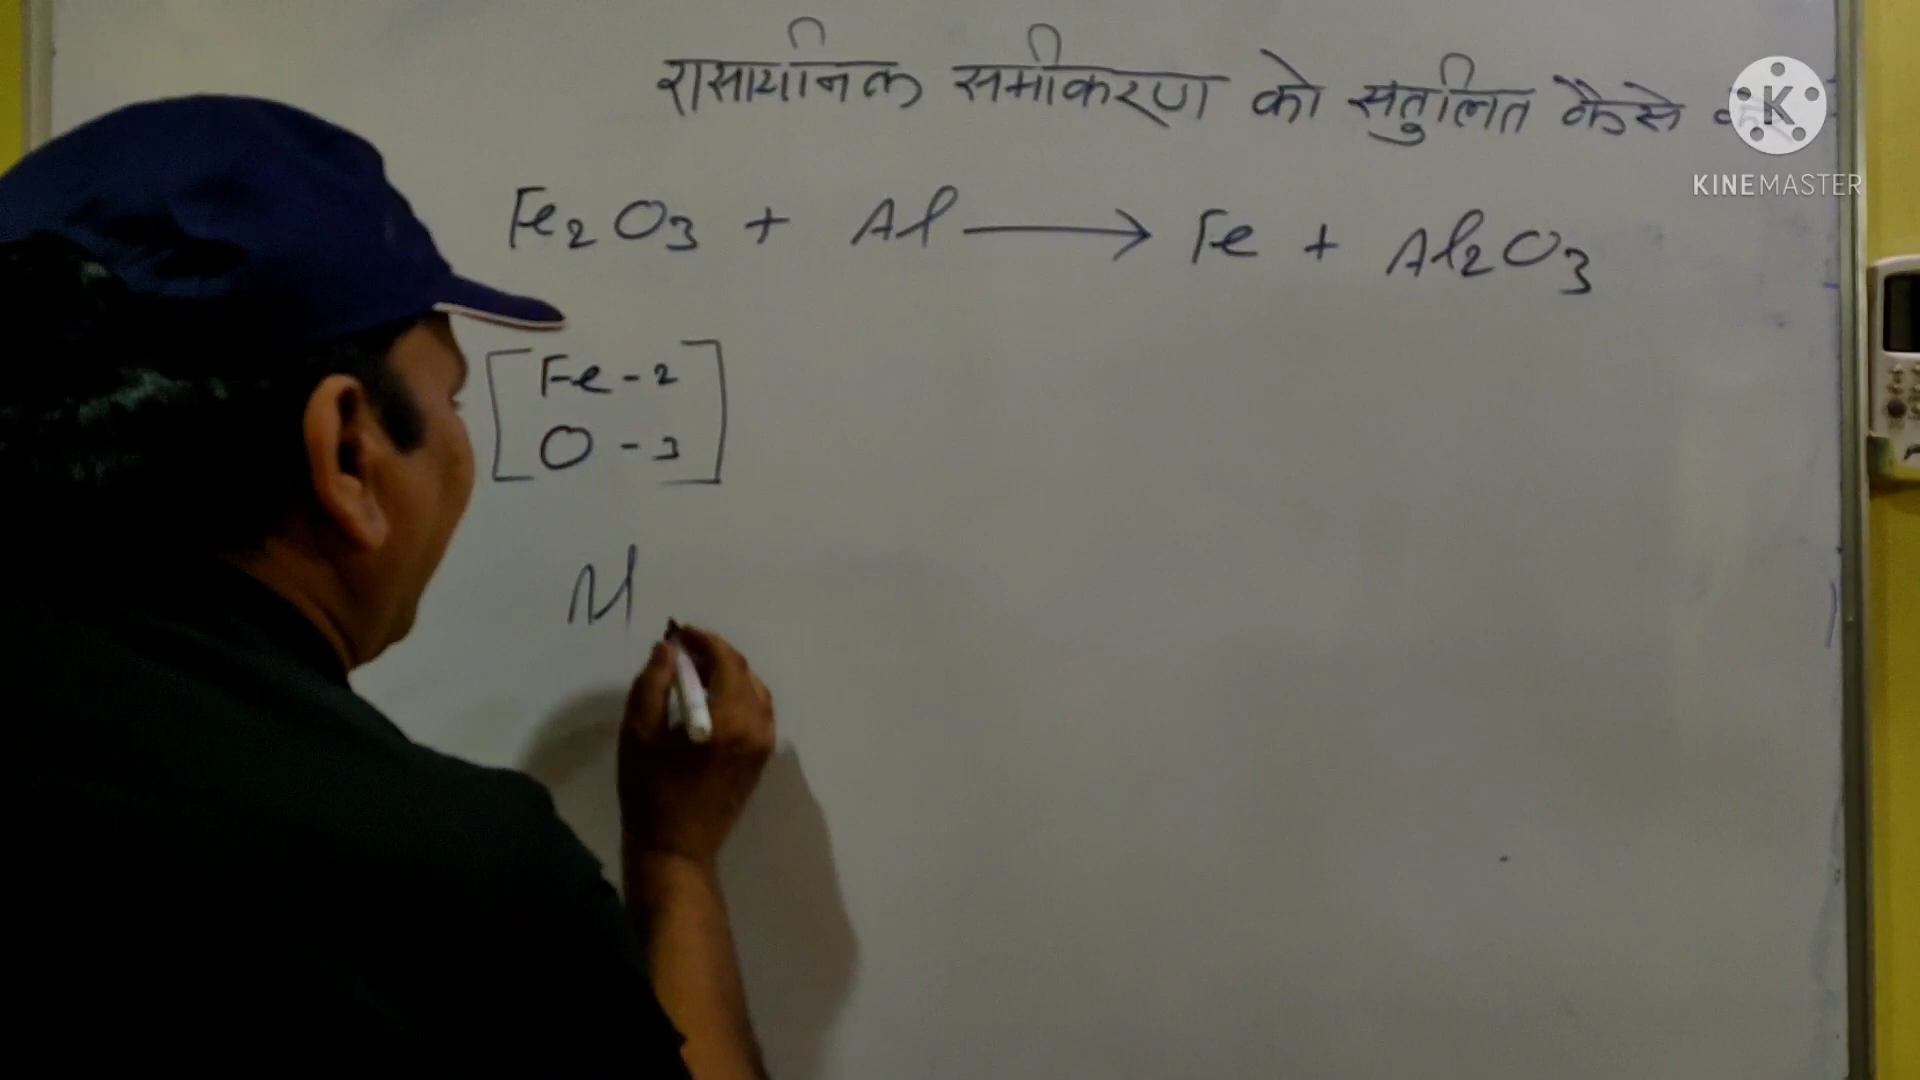 रासायनिक समीकरण को सतुलित कैसे
K
KINEMASTER
Fe₂O₃ + Al ⟶ Fe + Al₂O₃
Fe - 2
O - 3
Al